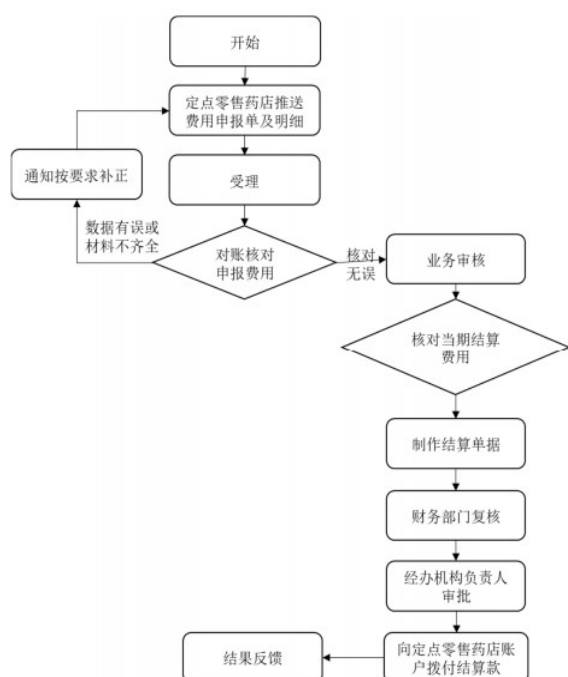 开始
定点零售药店推送
费用申报单及明细
通知按要求补正
受理
数据有误或
材料不齐全
对账核对
申报费用
核对
无误
业务审核
核对当期结算
费用
制作结算单据
财务部门复核
经办机构负责人
审批
向定点零售药店账
户拨付结算款
结果反馈